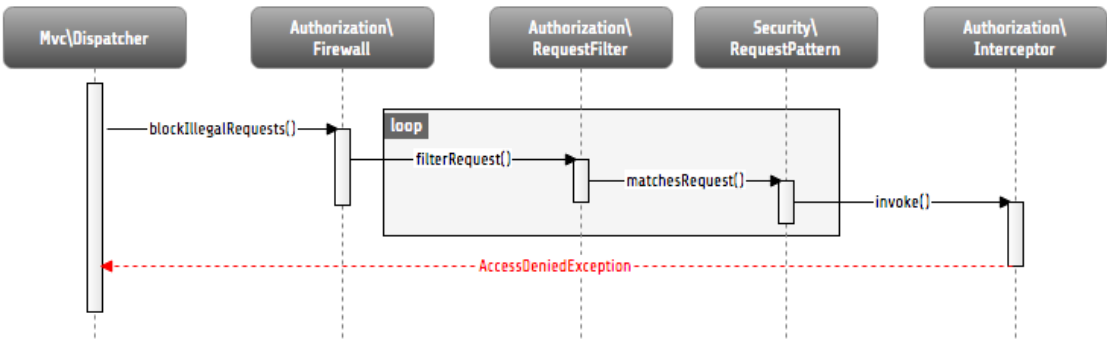 Mvc\Dispatcher
Authorization\
Firewall
Authorization\
RequestFilter
Security\
RequestPattern
Authorization\
Interceptor
blockIllegalRequests()
loop
filterRequest()
matchesRequest()
invoke()
AccessDeniedException